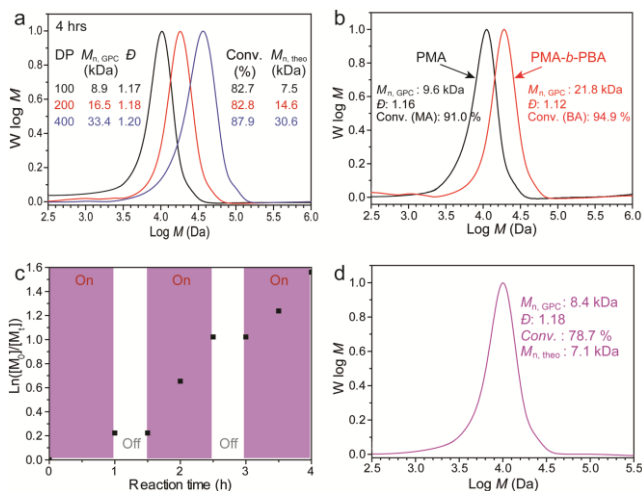 a
4 hrs
DP Mn, GPC Đ Conv. Mn, theo
(kDa) (%) (kDa)
100 8.9 1.17 82.7 7.5
200 16.5 1.18 82.8 14.6
400 33.4 1.20 87.9 30.6
W log M
1.0
0.8
0.6
0.4
0.2
0.0
2.5 3.0 3.5 4.0 4.5 5.0 5.5 6.0
Log M (Da)
b
PMA
PMA-b-PBA
Mn, GPC: 9.6 kDa
Đ: 1.16
Conv. (MA): 91.0 %
Mn, GPC: 21.8 kDa
Đ: 1.12
Conv. (BA): 94.9 %
W log M
1.0
0.8
0.6
0.4
0.2
0.0
2.5 3.0 3.5 4.0 4.5 5.0 5.5 6.0
Log M (Da)
c
On On On
Off Off
Ln([M0]/[Mt])
1.6
1.4
1.2
1.0
0.8
0.6
0.4
0.2
0.0
0 1 2 3 4
Reaction time (h)
d
Mn, GPC : 8.4 kDa
Đ: 1.18
Conv. : 78.7 %
Mn, theo : 7.1 kDa
W log M
1.0
0.8
0.6
0.4
0.2
0.0
2.5 3.0 3.5 4.0 4.5 5.0 5.5
Log M (Da)